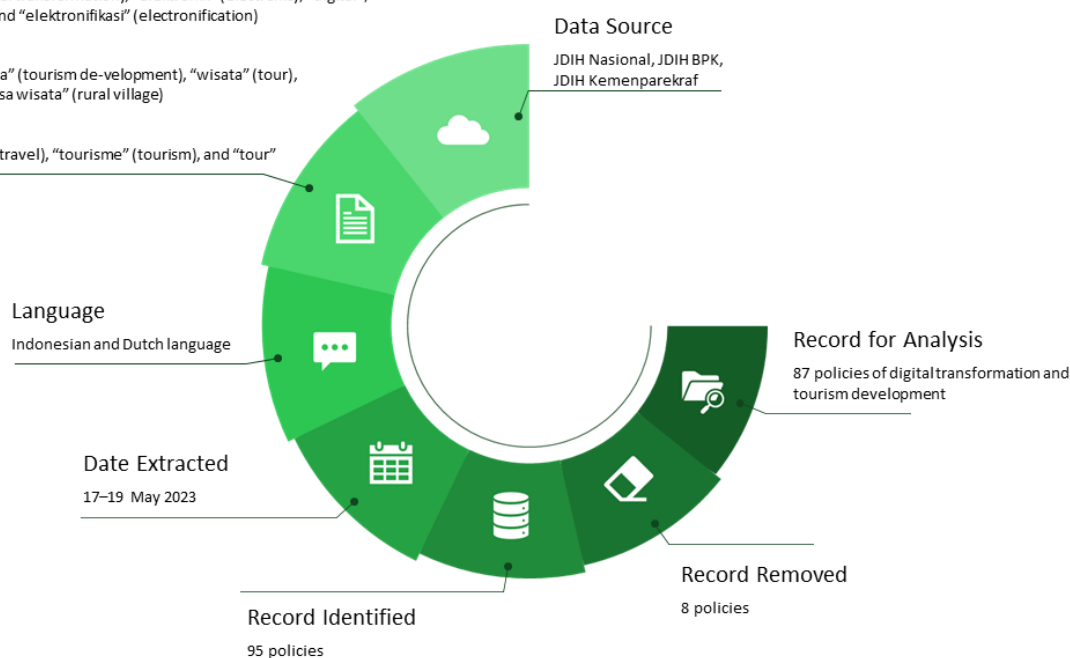 nd “elektronifikasi” (electronification)
a” (tourism de-velopment), “wisata” (tour),
sa wisata” (rural village)
travel), “tourisme” (tourism), and “tour”
Data Source
JDIH Nasional, JDIH BPK,
JDIH Kemenparekraf
Language
Indonesian and Dutch language
Date Extracted
17–19 May 2023
Record Identified
95 policies
Record Removed
8 policies
Record for Analysis
87 policies of digital transformation and
tourism development